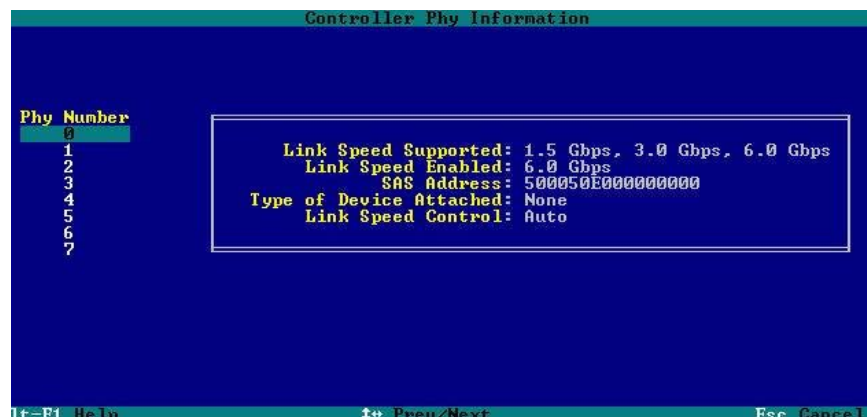 Controller Phy Information
Phy Number
0
1
2
3
4
5
6
7
Link Speed Supported: 1.5 Gbps, 3.0 Gbps, 6.0 Gbps
Link Speed Enabled: 6.0 Gbps
SAS Address: 500050E000000000
Type of Device Attached: None
Link Speed Control: Auto
lt-F1 Help ↕↔ Prev/Next Esc Cancel